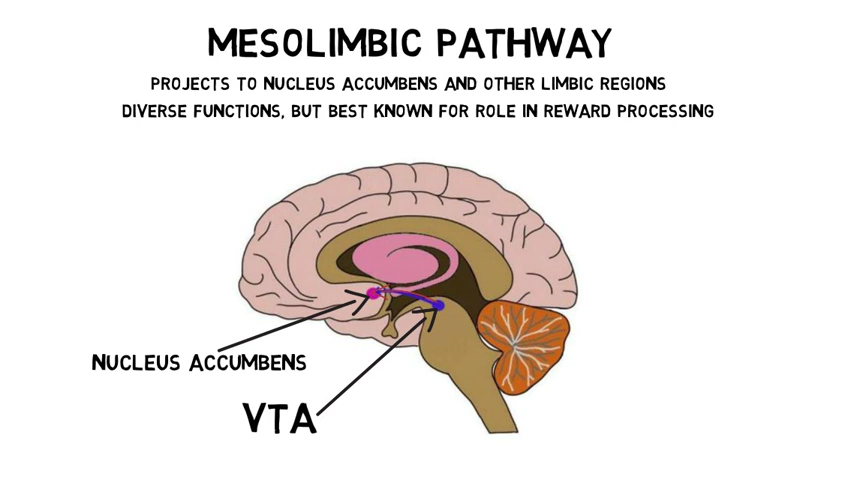 MESOLIMBIC PATHWAY
PROJECTS TO NUCLEUS ACCUMBENS AND OTHER LIMBIC REGIONS
DIVERSE FUNCTIONS, BUT BEST KNOWN FOR ROLE IN REWARD PROCESSING
NUCLEUS ACCUMBENS
VTA